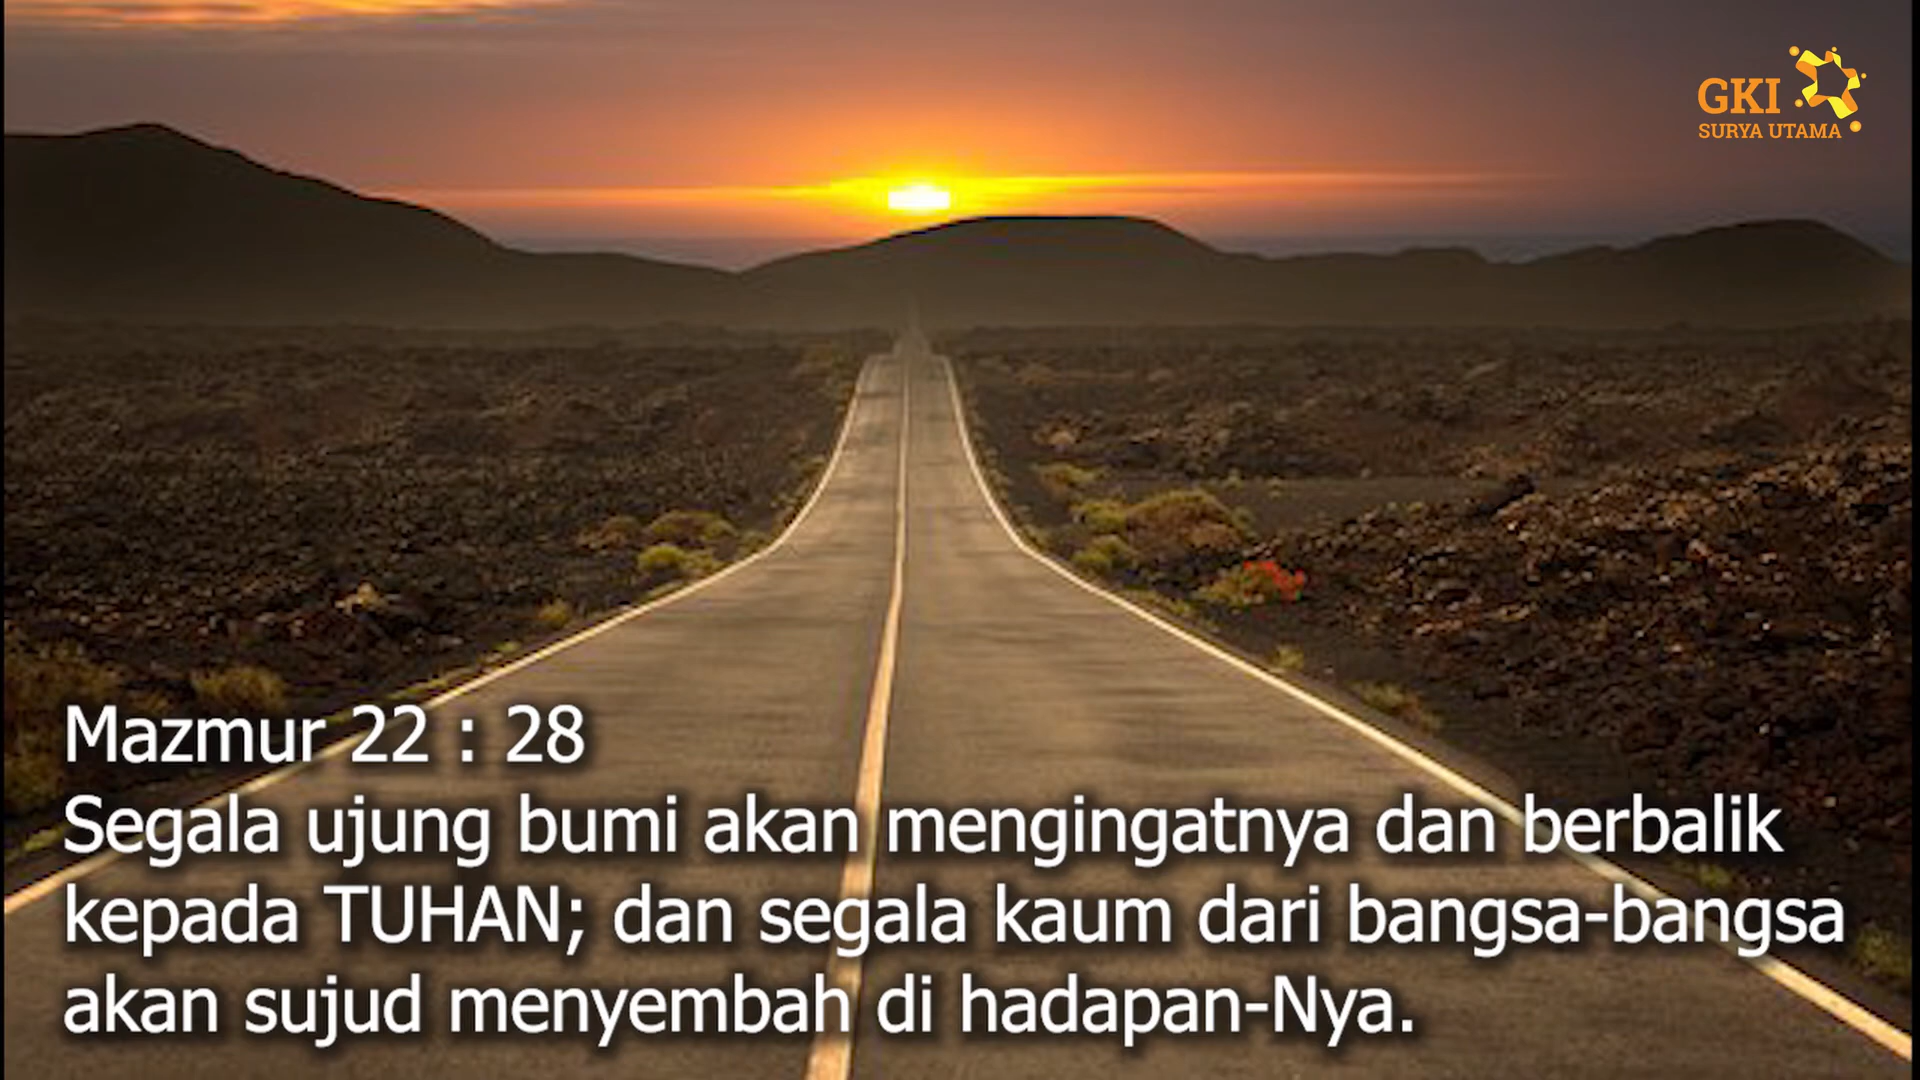 GKI
SURYA UTAMA
Mazmur 22 : 28
Segala ujung bumi akan mengingatnya dan berbalik
kepada TUHAN; dan segala kaum dari bangsa-bangsa
akan sujud menyembah di hadapan-Nya.